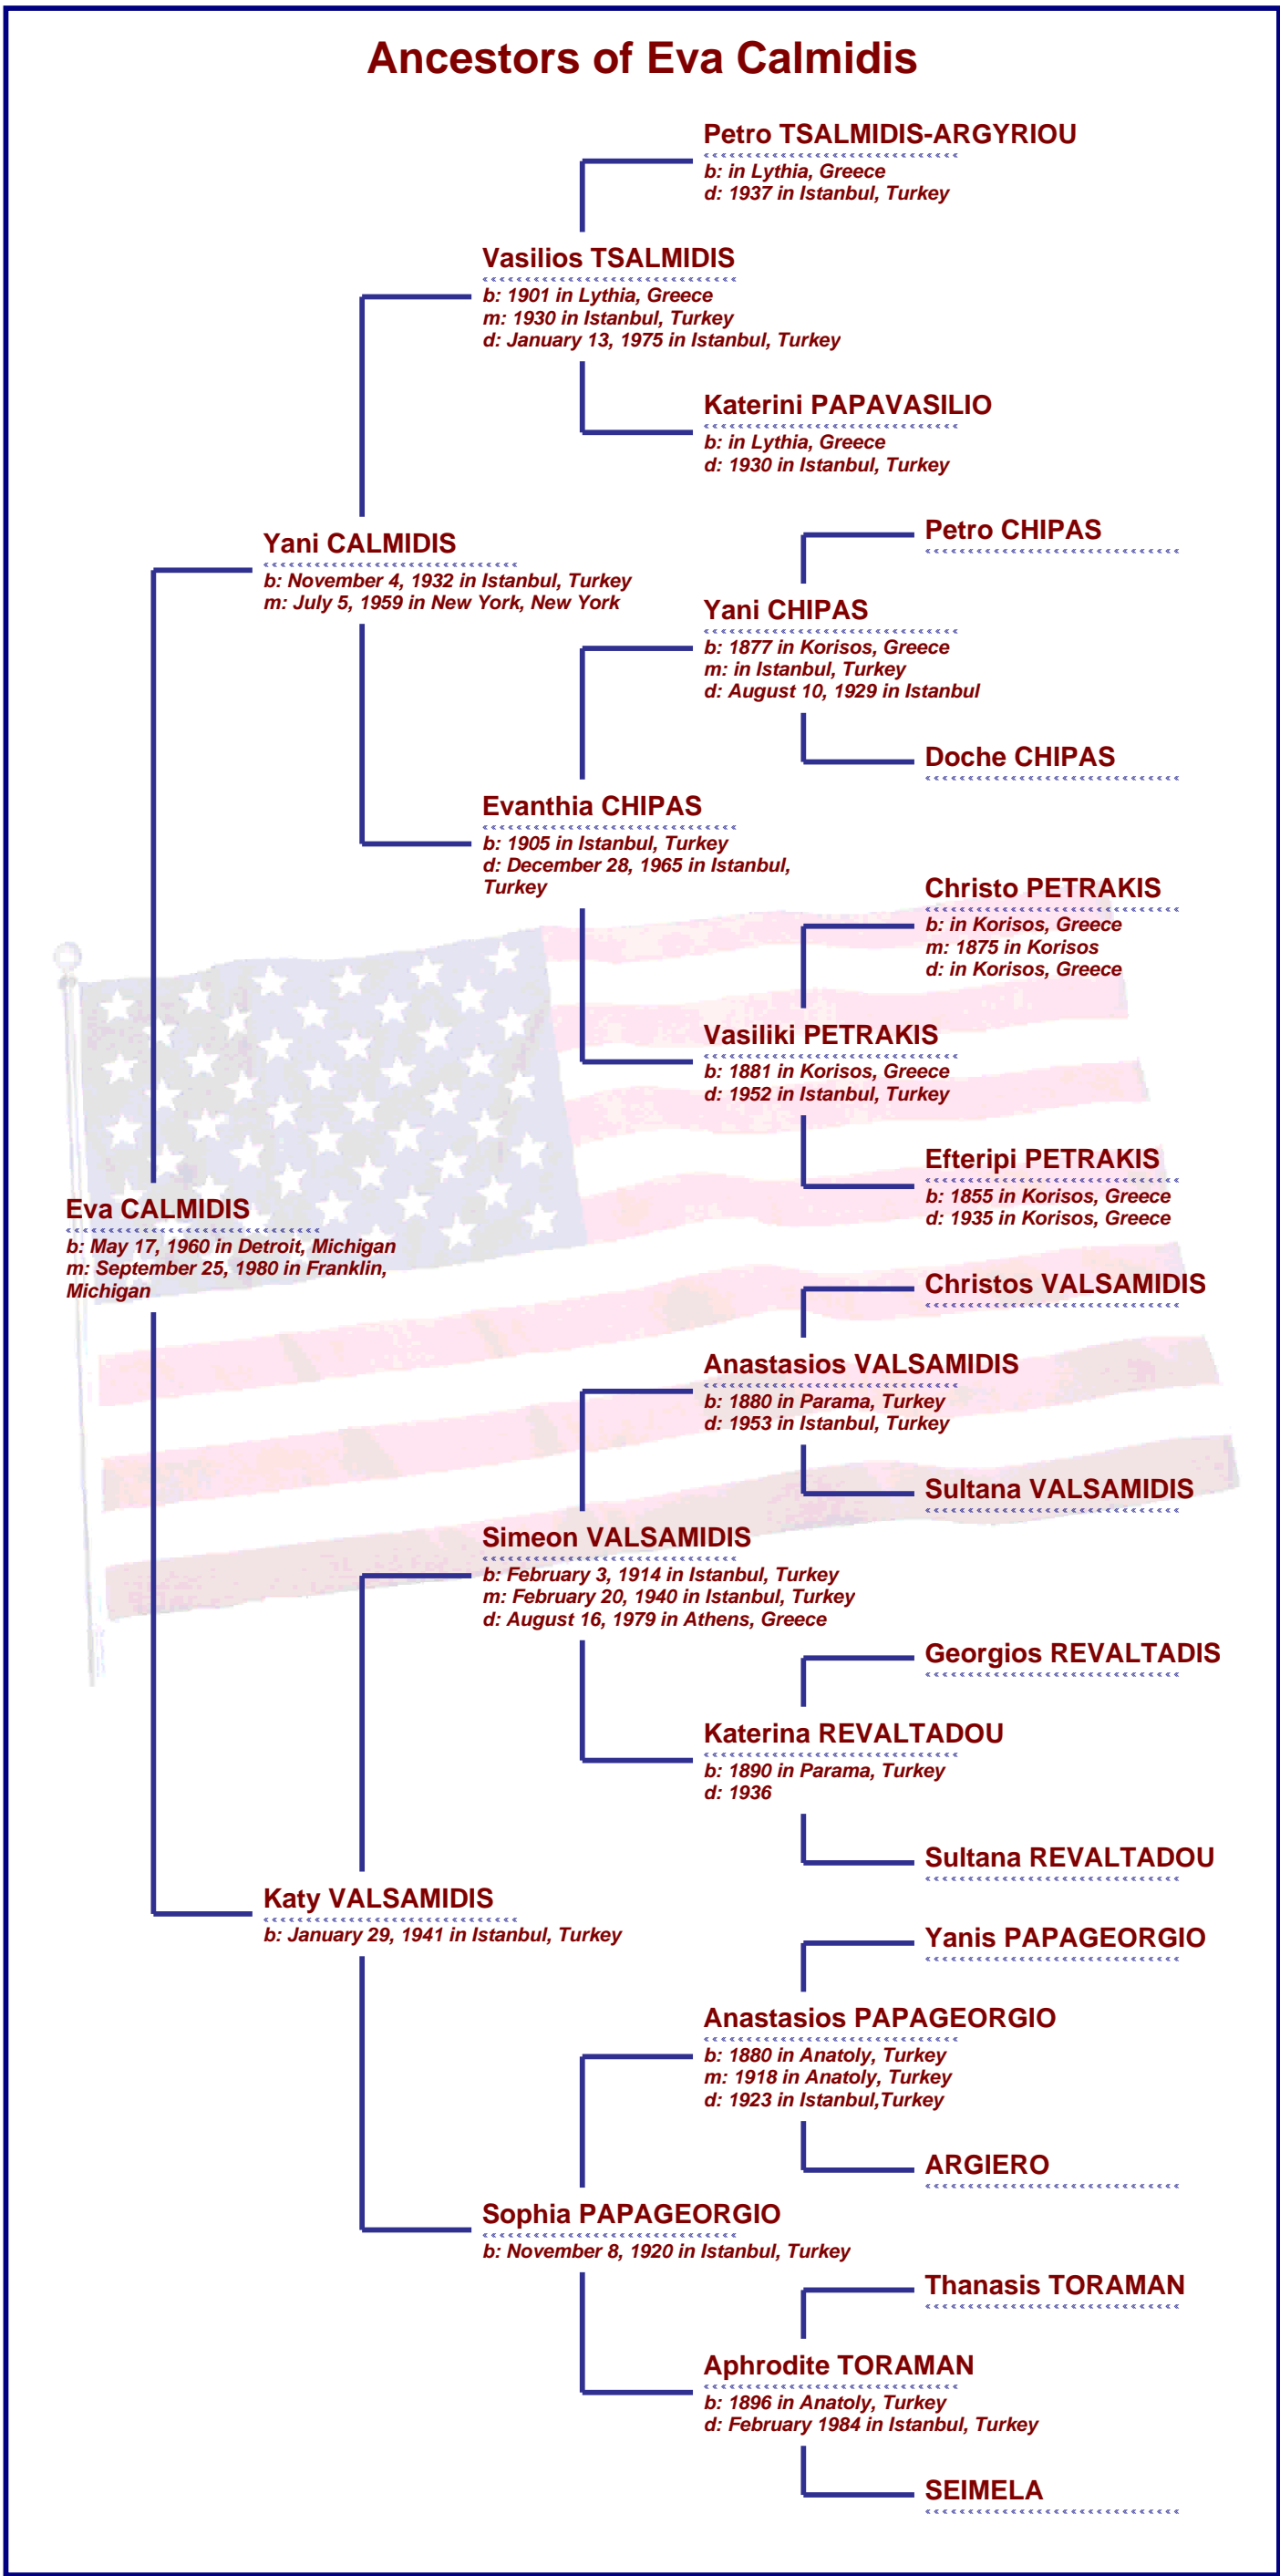 Ancestors of Eva Calmidis
Petro TSALMIDIS-ARGYRIOU
b: in Lythia, Greece
d: 1937 in Istanbul, Turkey
Vasilios TSALMIDIS
b: 1901 in Lythia, Greece
m: 1930 in Istanbul, Turkey
d: January 13, 1975 in Istanbul, Turkey
Katerini PAPAVASILIO
b: in Lythia, Greece
d: 1930 in Istanbul, Turkey
Petro CHIPAS
Yani CALMIDIS
b: November 4, 1932 in Istanbul, Turkey
m: July 5, 1959 in New York, New York
Yani CHIPAS
b: 1877 in Korisos, Greece
m: in Istanbul, Turkey
d: August 10, 1929 in Istanbul
Doche CHIPAS
Evanthia CHIPAS
b: 1905 in Istanbul, Turkey
d: December 28, 1965 in Istanbul,
Turkey
Christo PETRAKIS
b: in Korisos, Greece
m: 1875 in Korisos
d: in Korisos, Greece
Vasiliki PETRAKIS
b: 1881 in Korisos, Greece
d: 1952 in Istanbul, Turkey
Efteripi PETRAKIS
b: 1855 in Korisos, Greece
d: 1935 in Korisos, Greece
Eva CALMIDIS
b: May 17, 1960 in Detroit, Michigan
m: September 25, 1980 in Franklin,
Michigan
Christos VALSAMIDIS
Anastasios VALSAMIDIS
b: 1880 in Parama, Turkey
d: 1953 in Istanbul, Turkey
Sultana VALSAMIDIS
Simeon VALSAMIDIS
b: February 3, 1914 in Istanbul, Turkey
m: February 20, 1940 in Istanbul, Turkey
d: August 16, 1979 in Athens, Greece
Georgios REVALTADIS
Katerina REVALTADOU
b: 1890 in Parama, Turkey
d: 1936
Sultana REVALTADOU
Katy VALSAMIDIS
b: January 29, 1941 in Istanbul, Turkey
Yanis PAPAGEORGIO
Anastasios PAPAGEORGIO
b: 1880 in Anatoly, Turkey
m: 1918 in Anatoly, Turkey
d: 1923 in Istanbul,Turkey
ARGIERO
Sophia PAPAGEORGIO
b: November 8, 1920 in Istanbul, Turkey
Thanasis TORAMAN
Aphrodite TORAMAN
b: 1896 in Anatoly, Turkey
d: February 1984 in Istanbul, Turkey
SEIMELA